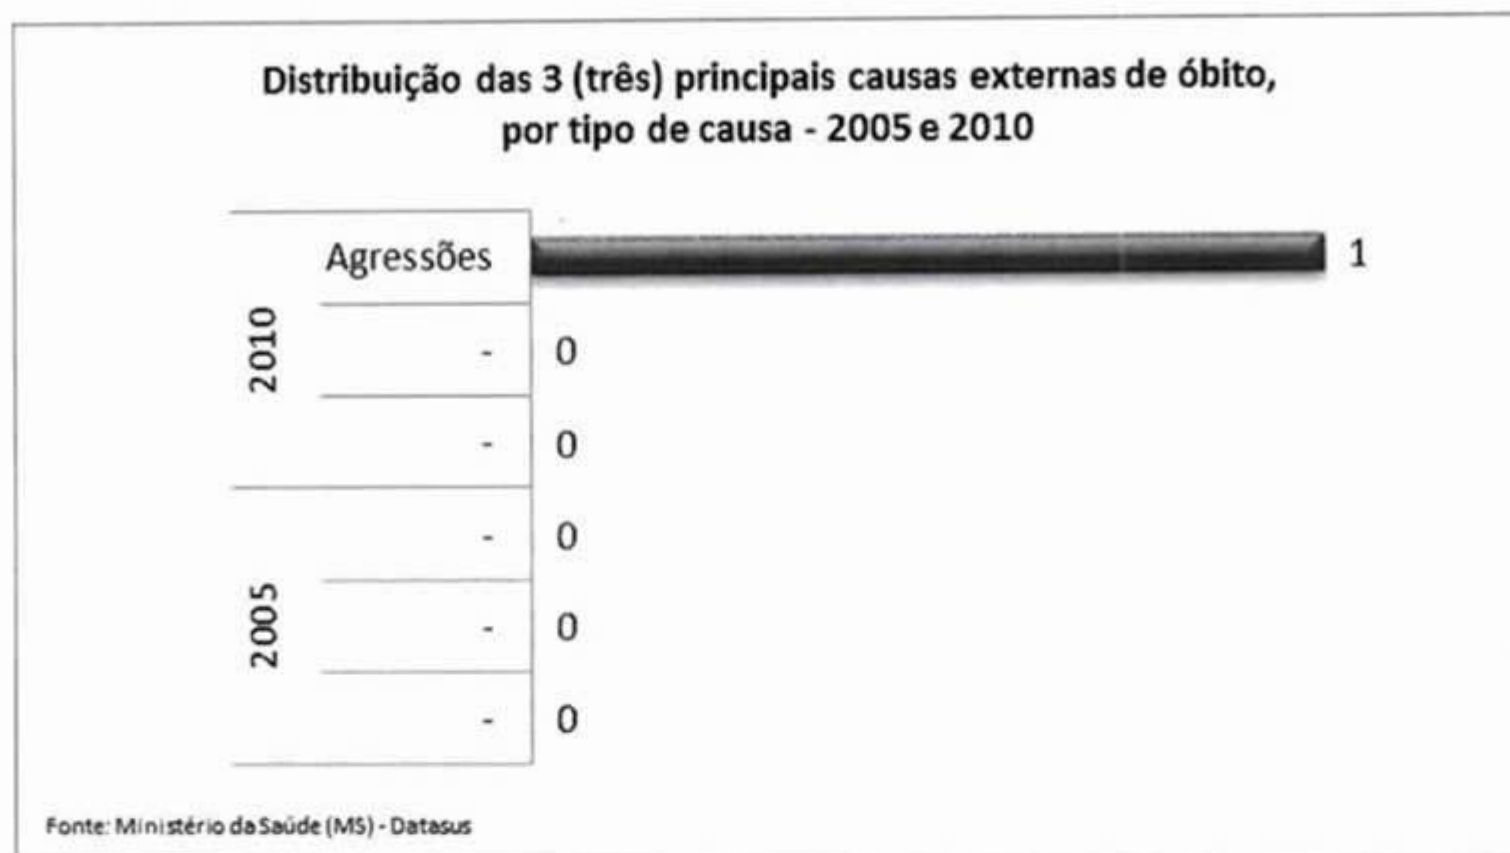 Distribuição das 3 (três) principais causas externas de óbito,
por tipo de causa - 2005 e 2010
2010
Agressões 1
- 0
- 0
2005
- 0
- 0
- 0
Fonte: Ministério da Saúde (MS) - Datasus